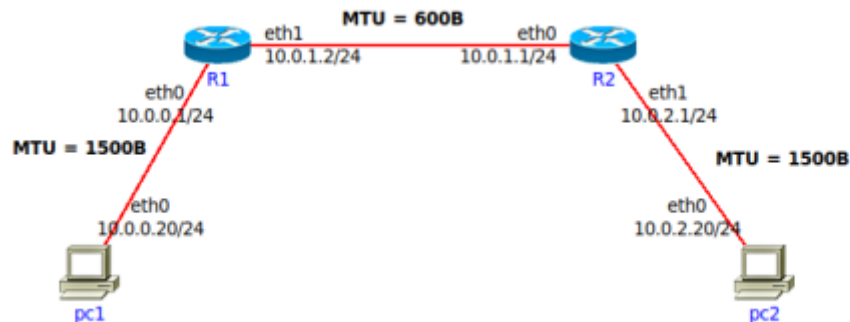 MTU = 600B
eth1
10.0.1.2/24
eth0
10.0.1.1/24
R1
R2
eth0
10.0.0.1/24
eth1
10.0.2.1/24
MTU = 1500B
MTU = 1500B
eth0
10.0.0.20/24
eth0
10.0.2.20/24
pc1
pc2